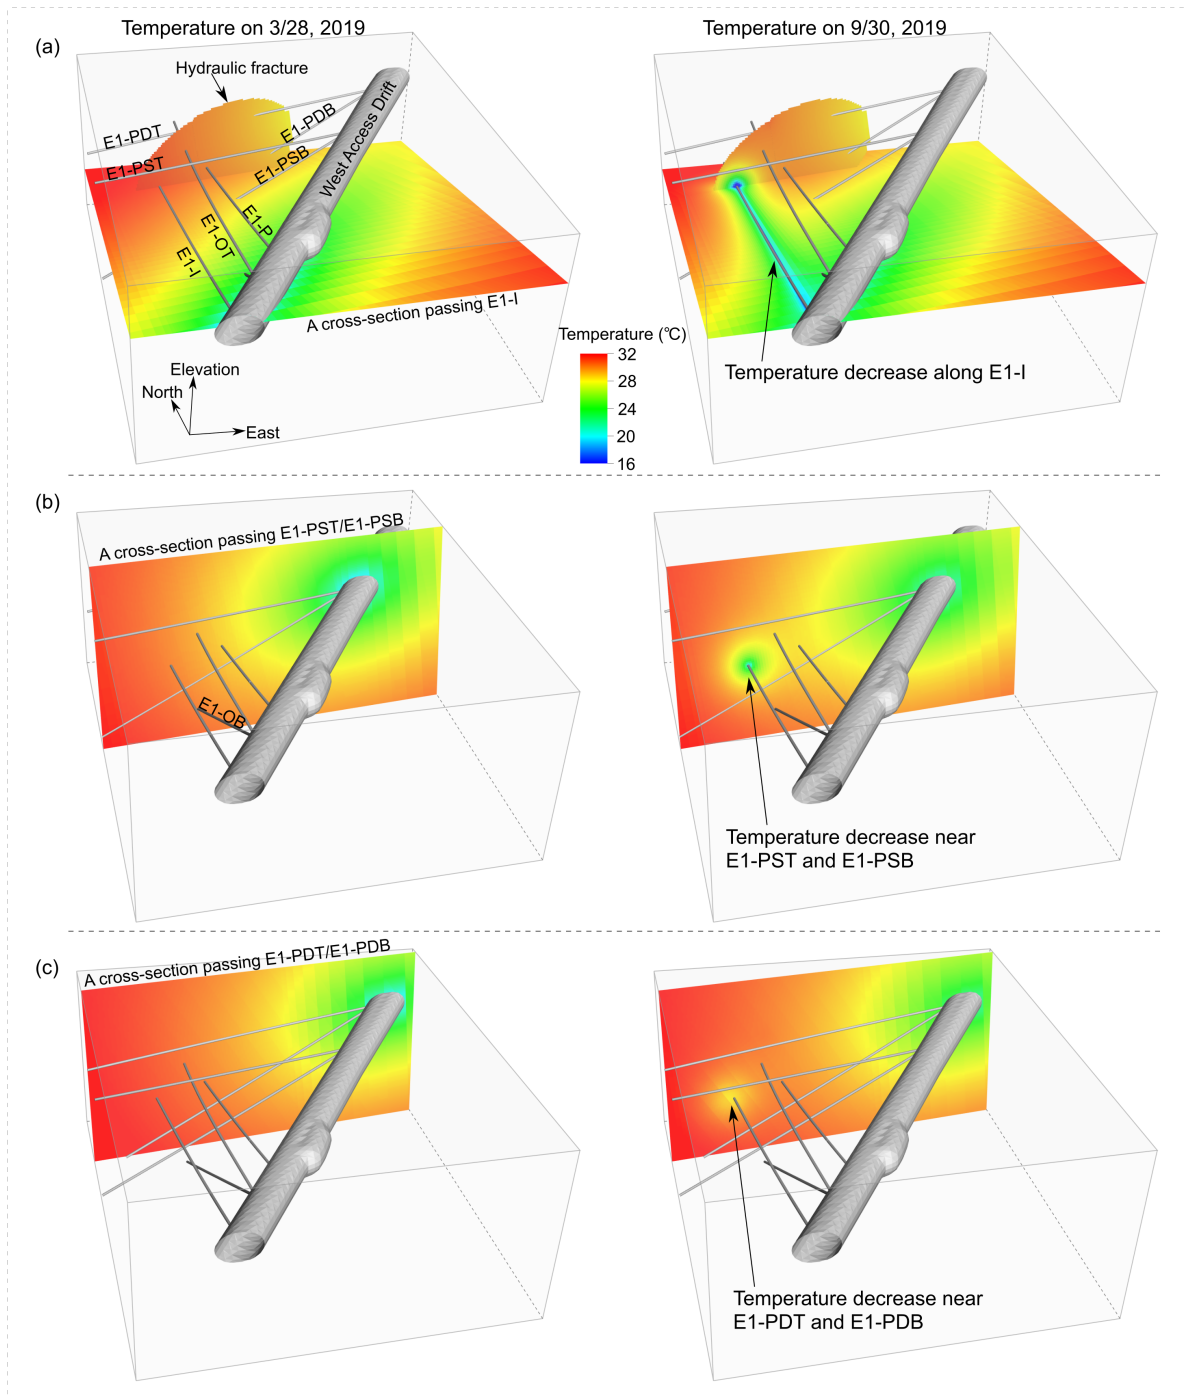 Temperature on 3/28, 2019
Temperature on 9/30, 2019
(a)
Hydraulic fracture
E1-PDT
E1-PDB
E1-PST
E1-PSB
West Access Drift
E1-P
E1-OT
E1-I
A cross-section passing E1-I
Temperature (℃)
32
28
24
20
16
Elevation
North
East
Temperature decrease along E1-I
(b)
A cross-section passing E1-PST/E1-PSB
E1-OB
Temperature decrease near
E1-PST and E1-PSB
(c)
A cross-section passing E1-PDT/E1-PDB
Temperature decrease near
E1-PDT and E1-PDB